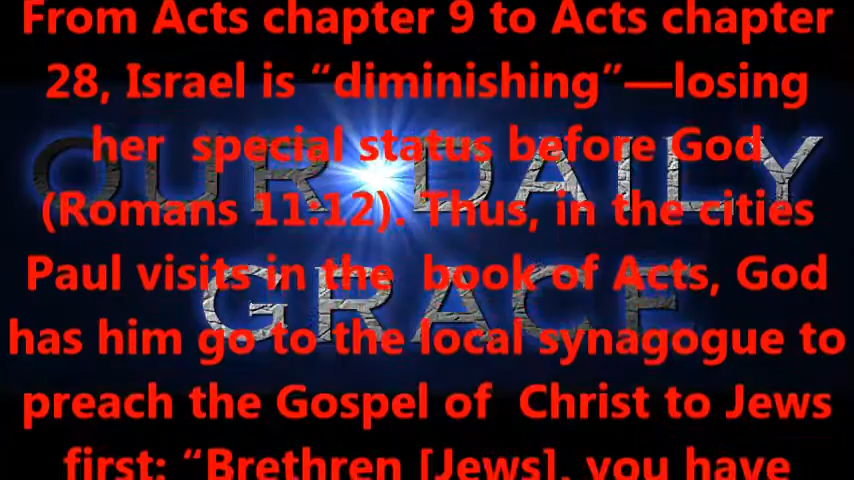 From Acts chapter 9 to Acts chapter
28, Israel is “diminishing”—losing
her special status before God
(Romans 11:12). Thus, in the cities
Paul visits in the book of Acts, God
has him go to the local synagogue to
preach the Gospel of Christ to Jews
first: “Brethren [Jews], you have
OUR DAILY
GRACE